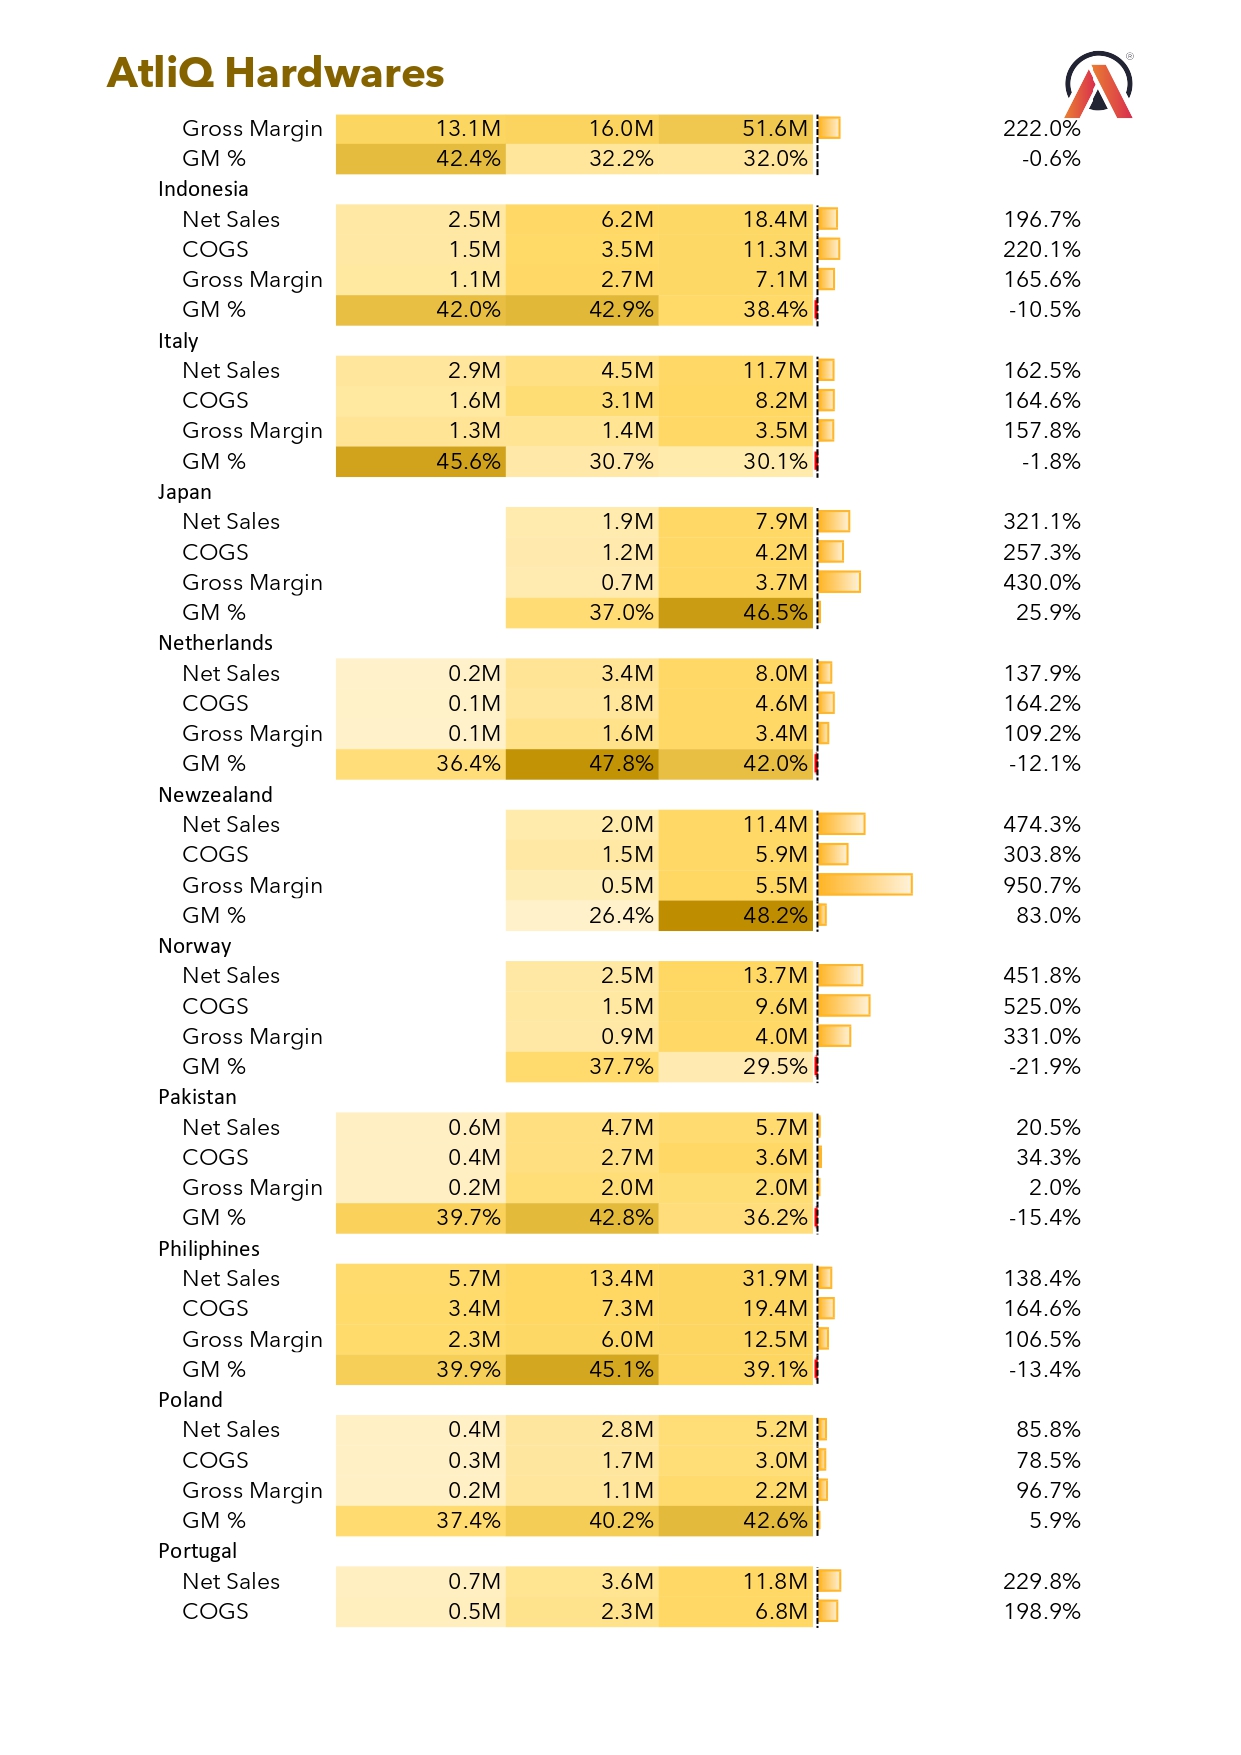 AtliQ Hardwares
®
Gross Margin 13.1M 16.0M 51.6M 222.0%
GM % 42.4% 32.2% 32.0% -0.6%
Indonesia
Net Sales 2.5M 6.2M 18.4M 196.7%
COGS 1.5M 3.5M 11.3M 220.1%
Gross Margin 1.1M 2.7M 7.1M 165.6%
GM % 42.0% 42.9% 38.4% -10.5%
Italy
Net Sales 2.9M 4.5M 11.7M 162.5%
COGS 1.6M 3.1M 8.2M 164.6%
Gross Margin 1.3M 1.4M 3.5M 157.8%
GM % 45.6% 30.7% 30.1% -1.8%
Japan
Net Sales 1.9M 7.9M 321.1%
COGS 1.2M 4.2M 257.3%
Gross Margin 0.7M 3.7M 430.0%
GM % 37.0% 46.5% 25.9%
Netherlands
Net Sales 0.2M 3.4M 8.0M 137.9%
COGS 0.1M 1.8M 4.6M 164.2%
Gross Margin 0.1M 1.6M 3.4M 109.2%
GM % 36.4% 47.8% 42.0% -12.1%
Newzealand
Net Sales 2.0M 11.4M 474.3%
COGS 1.5M 5.9M 303.8%
Gross Margin 0.5M 5.5M 950.7%
GM % 26.4% 48.2% 83.0%
Norway
Net Sales 2.5M 13.7M 451.8%
COGS 1.5M 9.6M 525.0%
Gross Margin 0.9M 4.0M 331.0%
GM % 37.7% 29.5% -21.9%
Pakistan
Net Sales 0.6M 4.7M 5.7M 20.5%
COGS 0.4M 2.7M 3.6M 34.3%
Gross Margin 0.2M 2.0M 2.0M 2.0%
GM % 39.7% 42.8% 36.2% -15.4%
Philiphines
Net Sales 5.7M 13.4M 31.9M 138.4%
COGS 3.4M 7.3M 19.4M 164.6%
Gross Margin 2.3M 6.0M 12.5M 106.5%
GM % 39.9% 45.1% 39.1% -13.4%
Poland
Net Sales 0.4M 2.8M 5.2M 85.8%
COGS 0.3M 1.7M 3.0M 78.5%
Gross Margin 0.2M 1.1M 2.2M 96.7%
GM % 37.4% 40.2% 42.6% 5.9%
Portugal
Net Sales 0.7M 3.6M 11.8M 229.8%
COGS 0.5M 2.3M 6.8M 198.9%